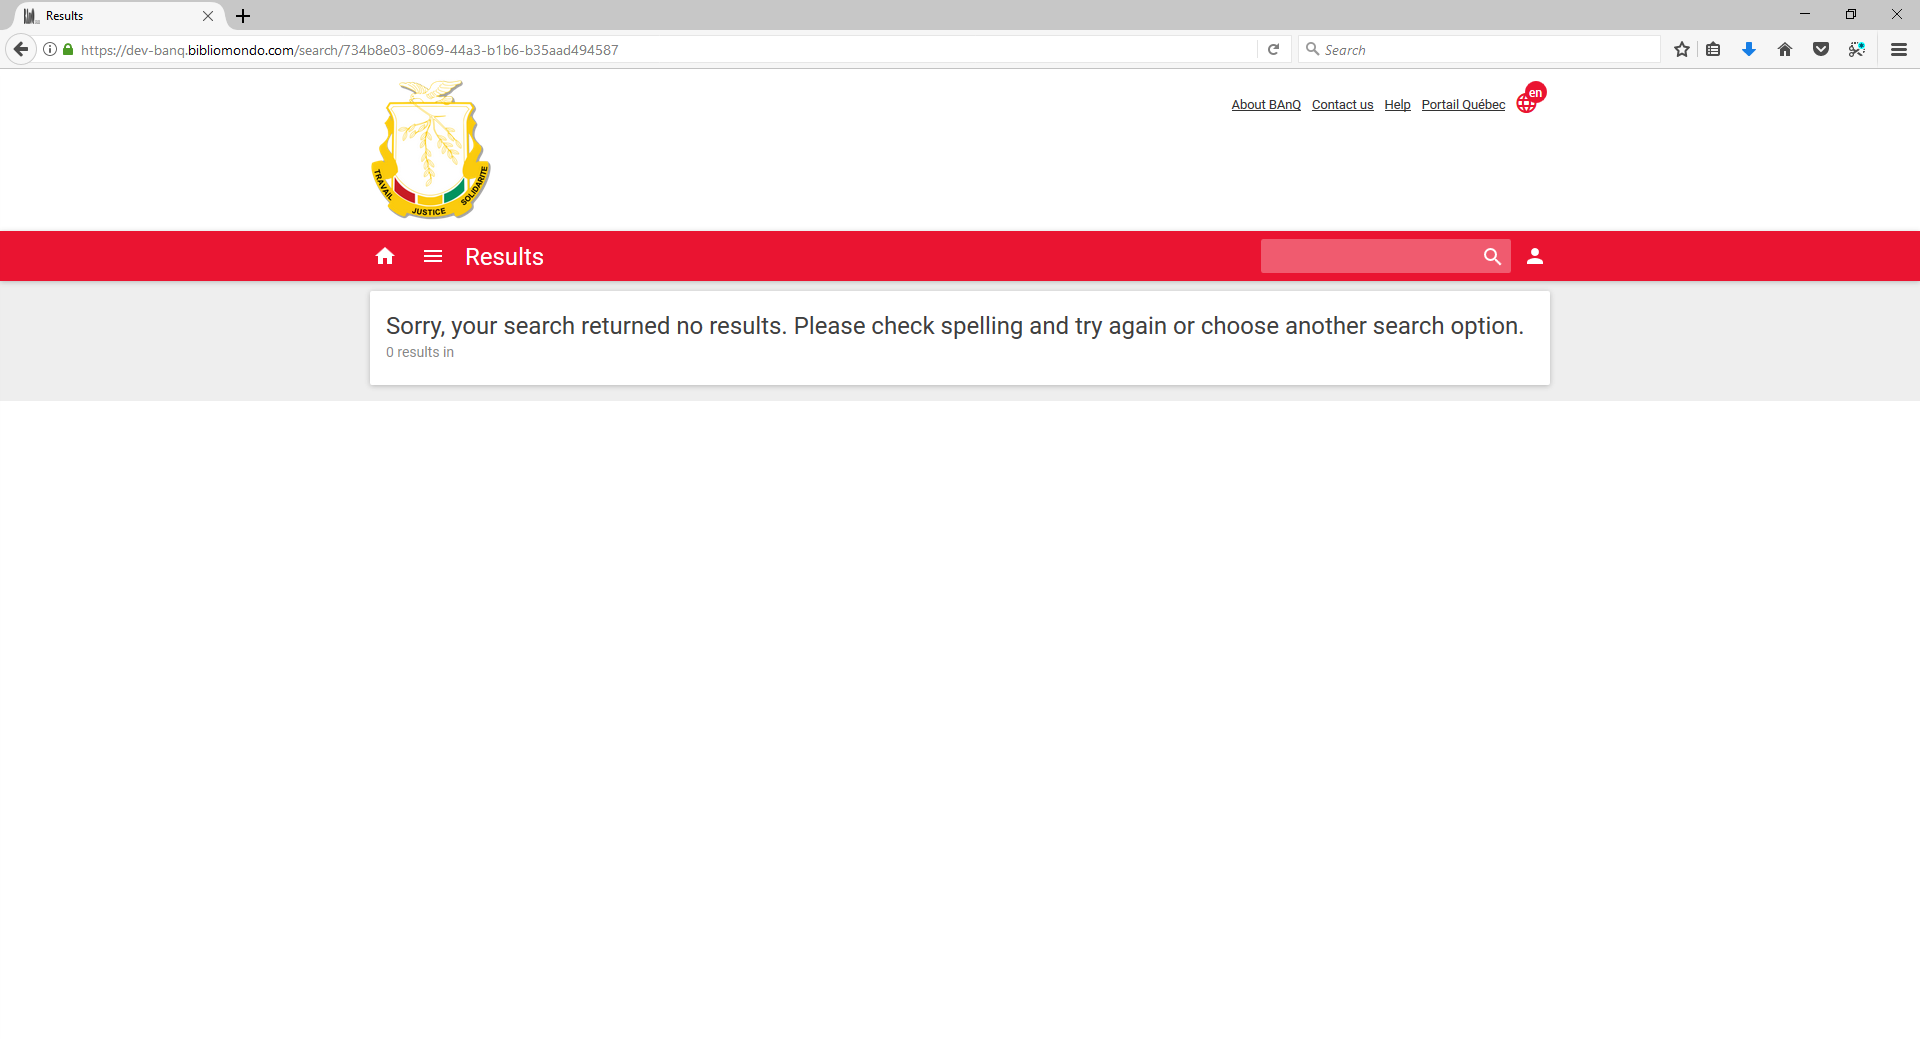 Results
https://dev-banq.bibliomondo.com/search/734b8e03-8069-44a3-b1b6-b35aad494587
Search
About BAnQ Contact us Help Portail Québec en
TRAVAIL JUSTICE SOLIDARITE
Results
Sorry, your search returned no results. Please check spelling and try again or choose another search option.
0 results in